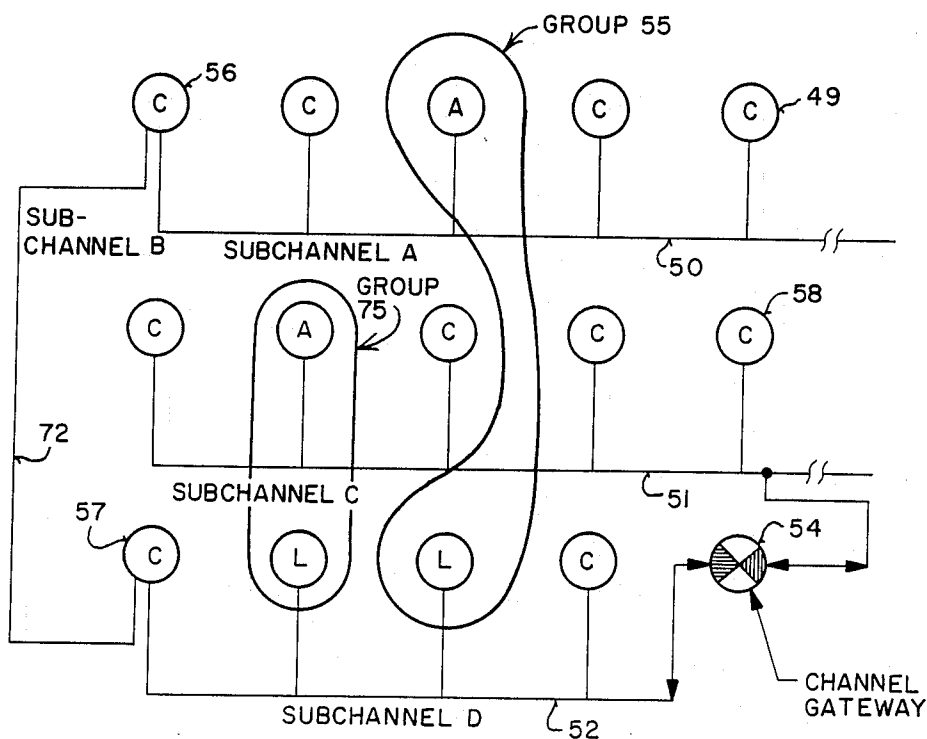 GROUP 55
56
C
C
A
C
C
49
SUB-
CHANNEL B
SUBCHANNEL A
50
GROUP
75
58
C
A
C
C
C
72
SUBCHANNEL C
51
57
54
C
L
L
C
CHANNEL
GATEWAY
SUBCHANNEL D
52